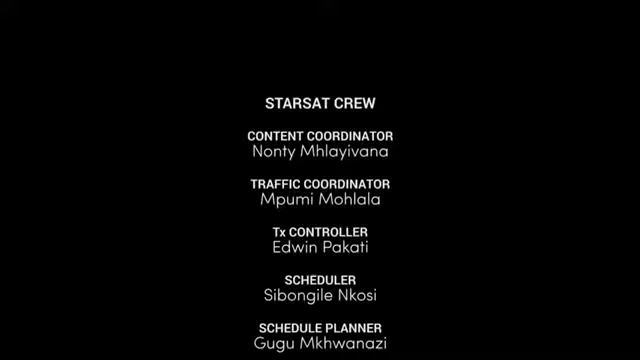 STARSAT CREW
CONTENT COORDINATOR
Nonty Mhlayivana
TRAFFIC COORDINATOR
Mpumi Mohlala
Tx CONTROLLER
Edwin Pakati
SCHEDULER
Sibongile Nkosi
SCHEDULE PLANNER
Gugu Mkhwanazi